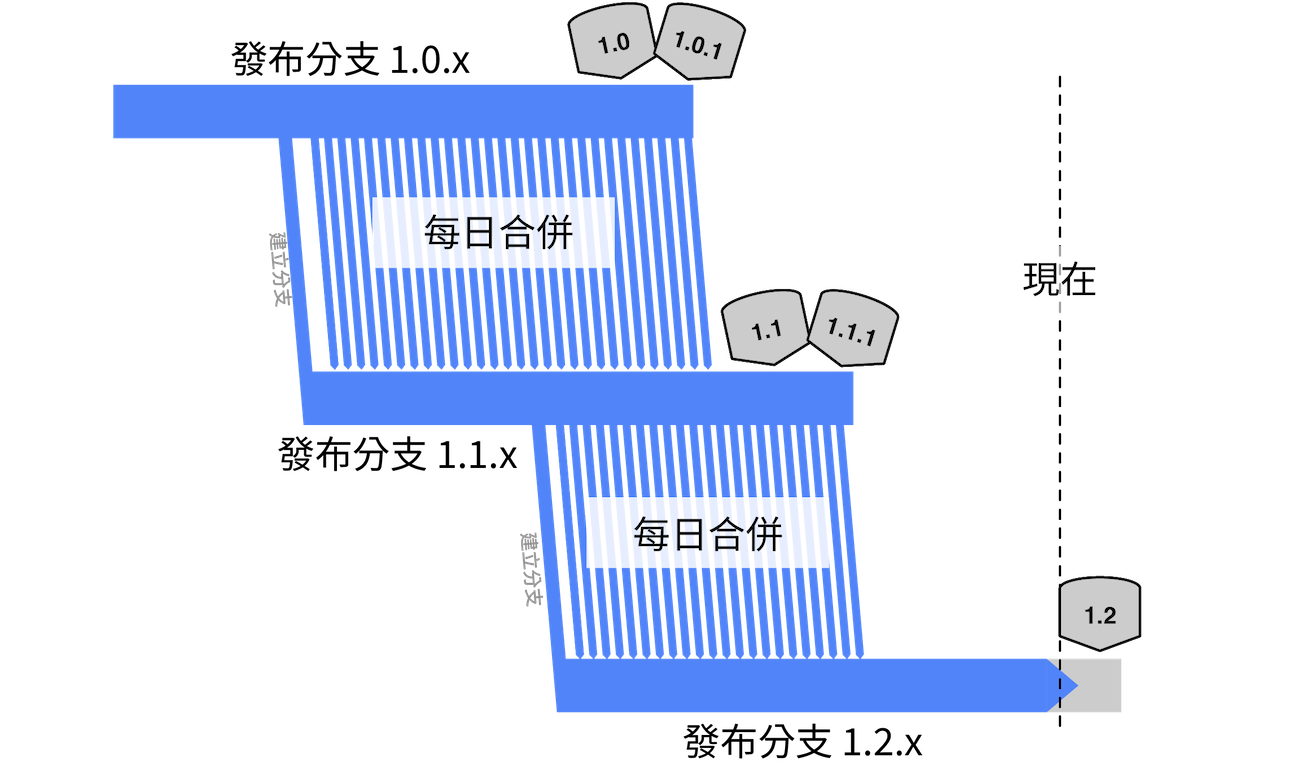 發布分支 1.0.x
1.0
1.0.1
每日合併
建立分支
現在
1.1
1.1.1
發布分支 1.1.x
每日合併
建立分支
1.2
發布分支 1.2.x